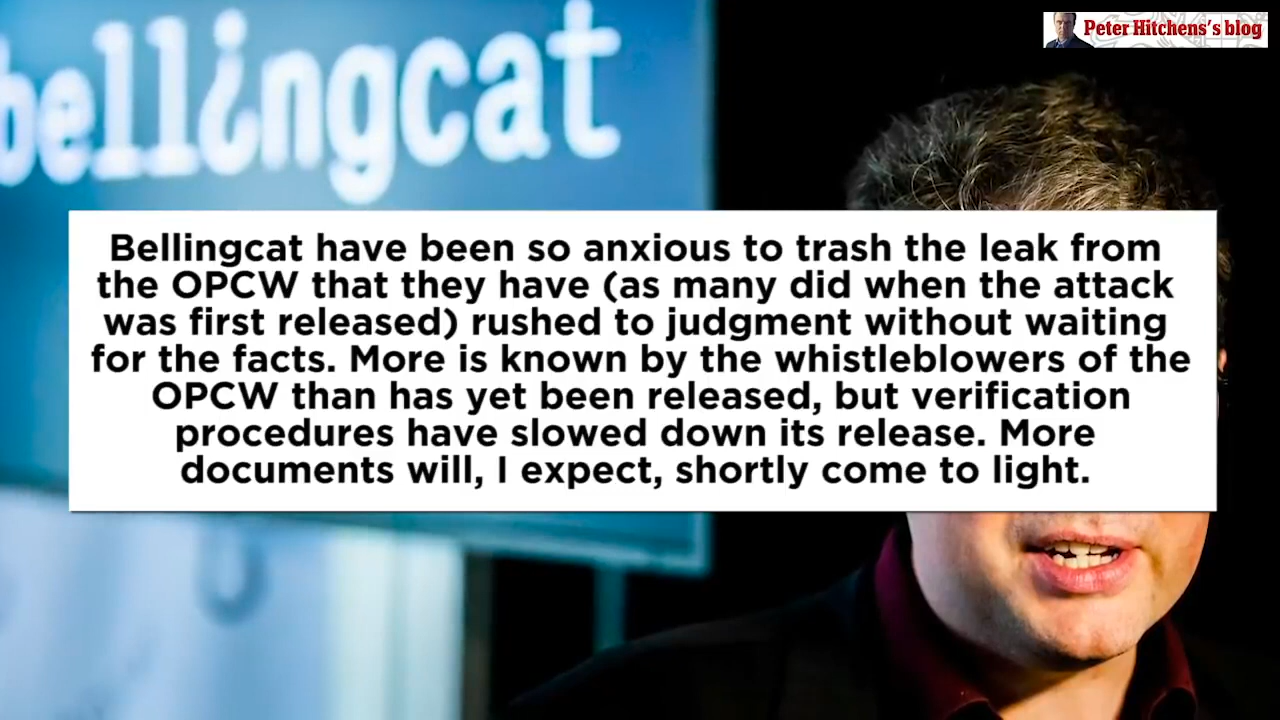 Peter Hitchens's blog
bellingcat
Bellingcat have been so anxious to trash the leak from
the OPCW that they have (as many did when the attack
was first released) rushed to judgment without waiting
for the facts. More is known by the whistleblowers of the
OPCW than has yet been released, but verification
procedures have slowed down its release. More
documents will, I expect, shortly come to light.